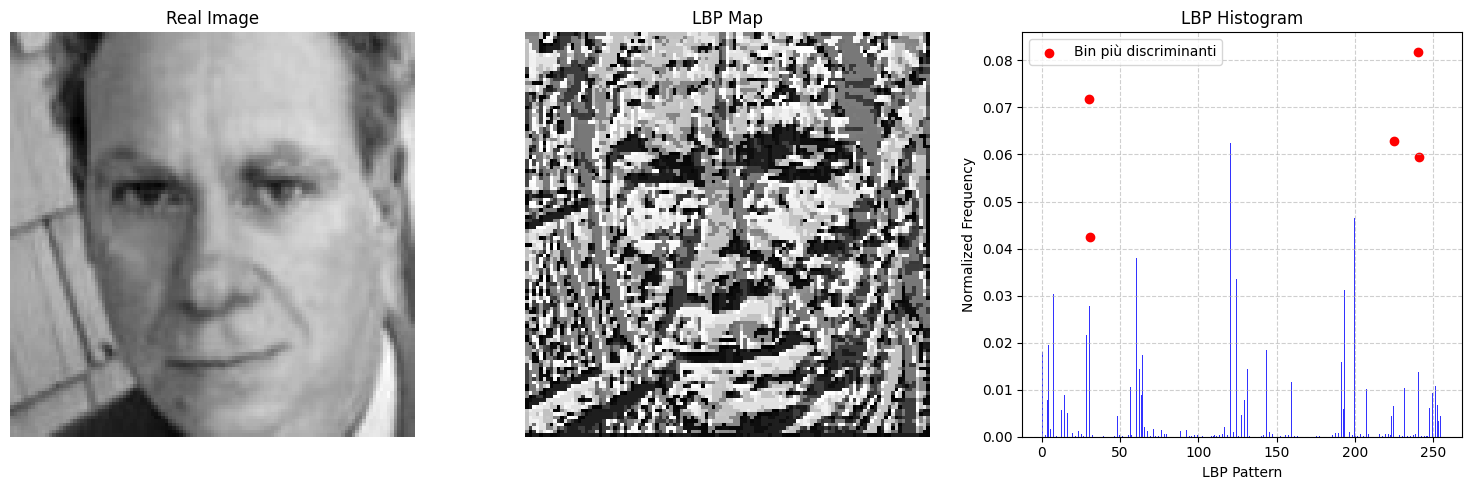 Real Image
LBP Map
LBP Histogram
Bin più discriminanti
Normalized Frequency
0.08
0.07
0.06
0.05
0.04
0.03
0.02
0.01
0.00
0 50 100 150 200 250
LBP Pattern